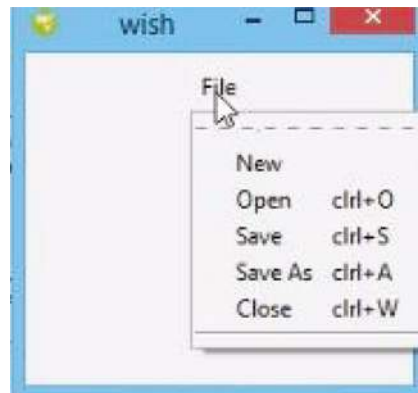 wish
File
New
Open clrl+O
Save clrl+S
Save As clrl+A
Close clrl+W